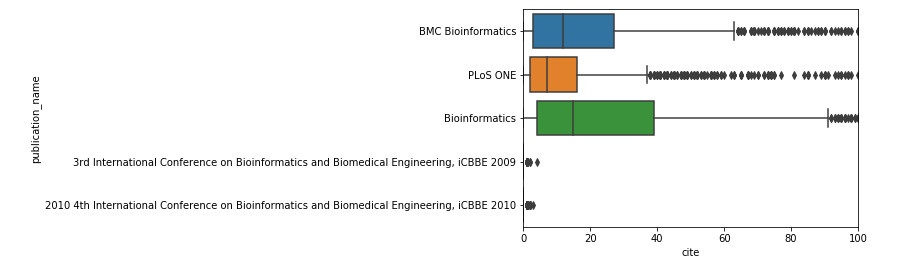 BMC Bioinformatics
PLoS ONE
Bioinformatics
3rd International Conference on Bioinformatics and Biomedical Engineering, iCBBE 2009
2010 4th International Conference on Bioinformatics and Biomedical Engineering, iCBBE 2010
publication_name
0 20 40 60 80 100
cite